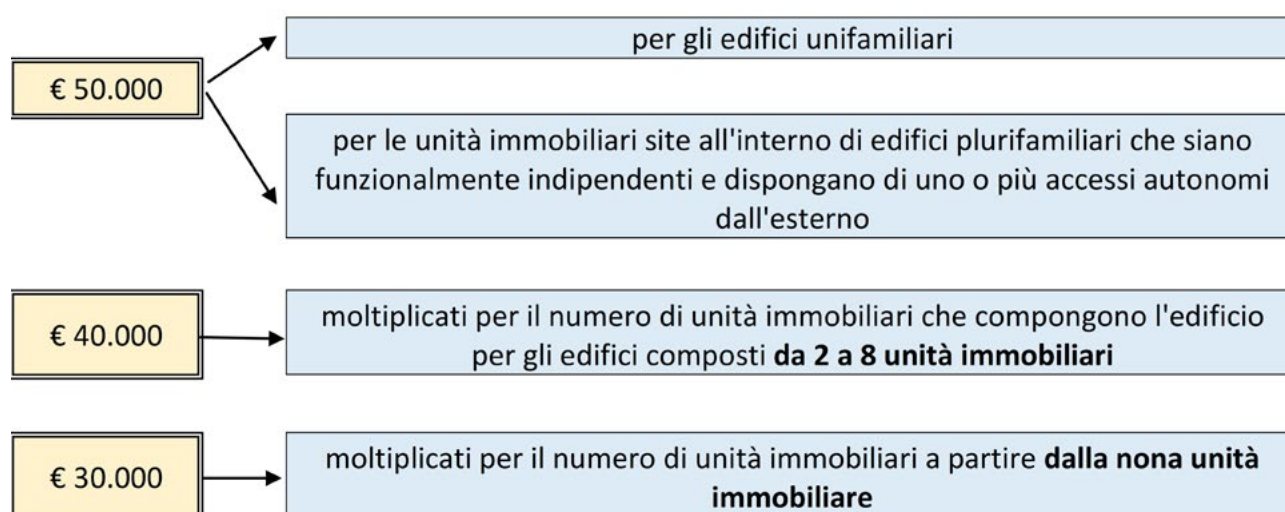 per gli edifici unifamiliari
€ 50.000
per le unità immobiliari site all'interno di edifici plurifamiliari che siano
funzionalmente indipendenti e dispongano di uno o più accessi autonomi
dall'esterno
€ 40.000
moltiplicati per il numero di unità immobiliari che compongono l'edificio
per gli edifici composti da 2 a 8 unità immobiliari
€ 30.000
moltiplicati per il numero di unità immobiliari a partire dalla nona unità
immobiliare